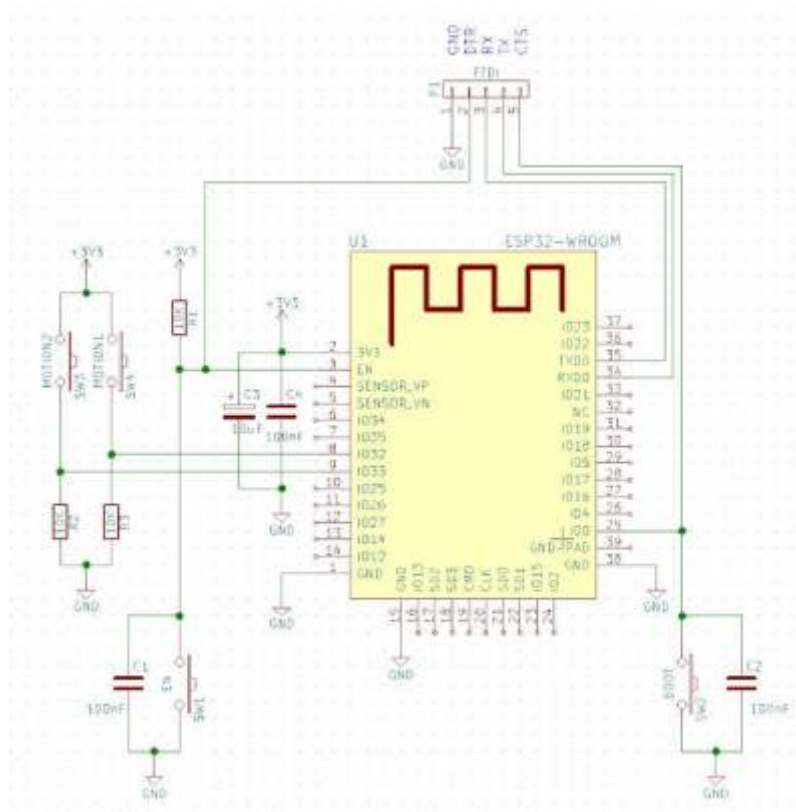 GND DTR RX TX CTS
FTDI
P1
1 2 3 4 5
GND
U1 ESP32-WROOM
+3V3 +3V3
+3V3
10K R1
MOTION2 SW3 MOTION1 SW4
C3 10uF C4 100nF
2 3V3
3 EN
4 SENSOR_VP
5 SENSOR_VN
6 IO34
7 IO35
8 IO32
9 IO33
10 IO25
11 IO26
12 IO27
13 IO14
14 IO12
1 GND
IO23 37
IO22 36
TXD0 35
RXD0 34
IO21 33
NC 32
IO19 31
IO18 30
IO5 29
IO17 28
IO16 27
IO4 26
IO0 25
GND-PAD 39
GND 38
GND IO13 SD2 SD3 CMD CLK SD0 SD1 IO15 IO2
15 16 17 18 19 20 21 22 23 24
10K R2 10K R3
GND
GND
GND
GND
GND
C1 100nF EN SW1
BOOT SW2 C2 100nF
GND
GND